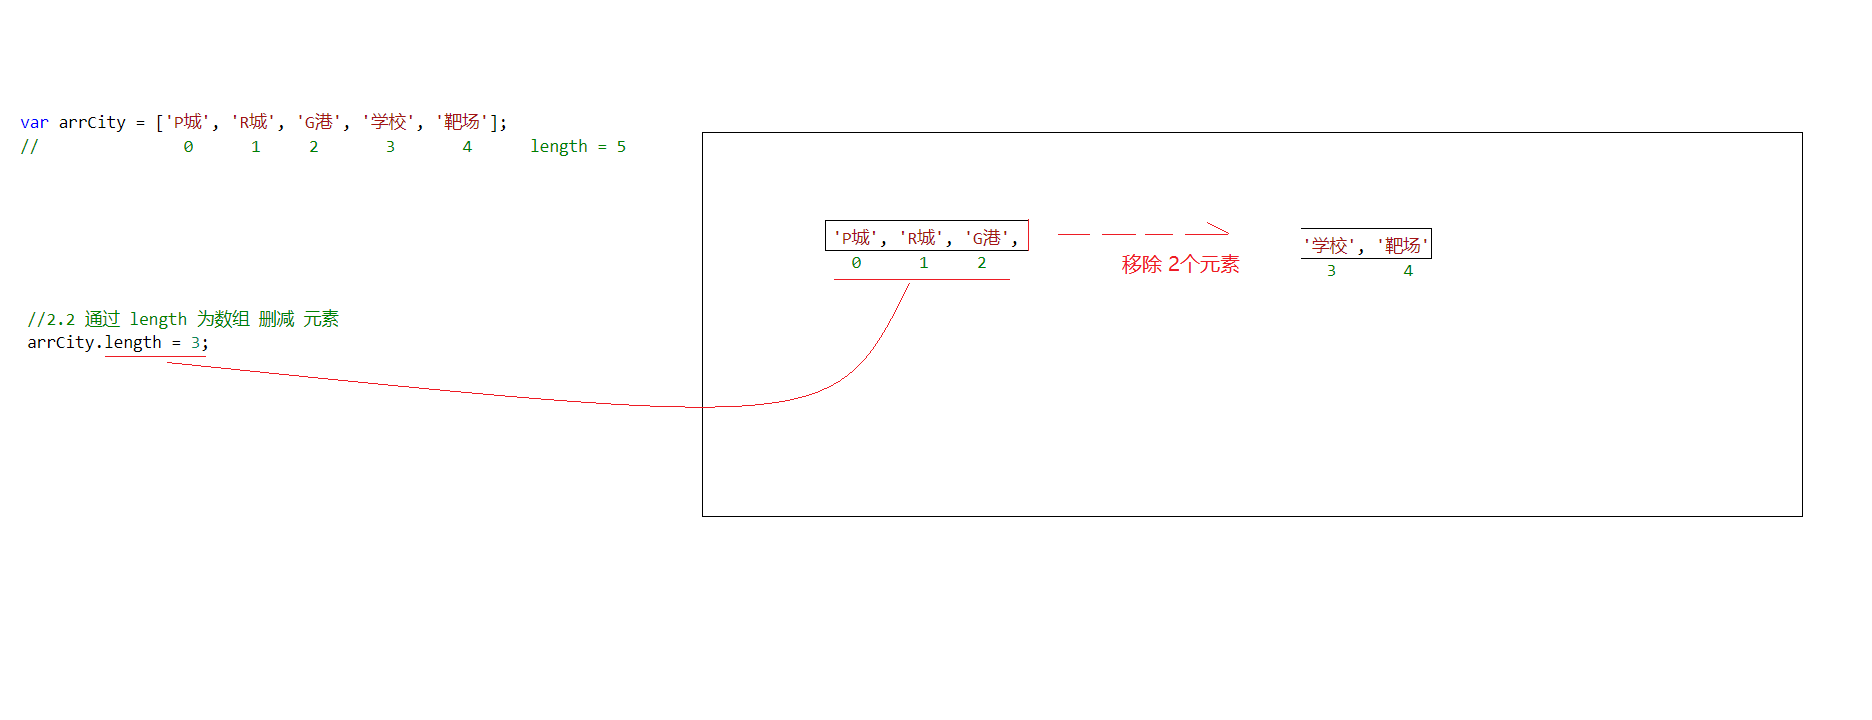 var arrCity = ['P城', 'R城', 'G港', '学校', '靶场'];
// 0 1 2 3 4 length = 5
'P城', 'R城', 'G港',
0 1 2
移除 2个元素
'学校', '靶场'
3 4
//2.2 通过 length 为数组 删减 元素
arrCity.length = 3;